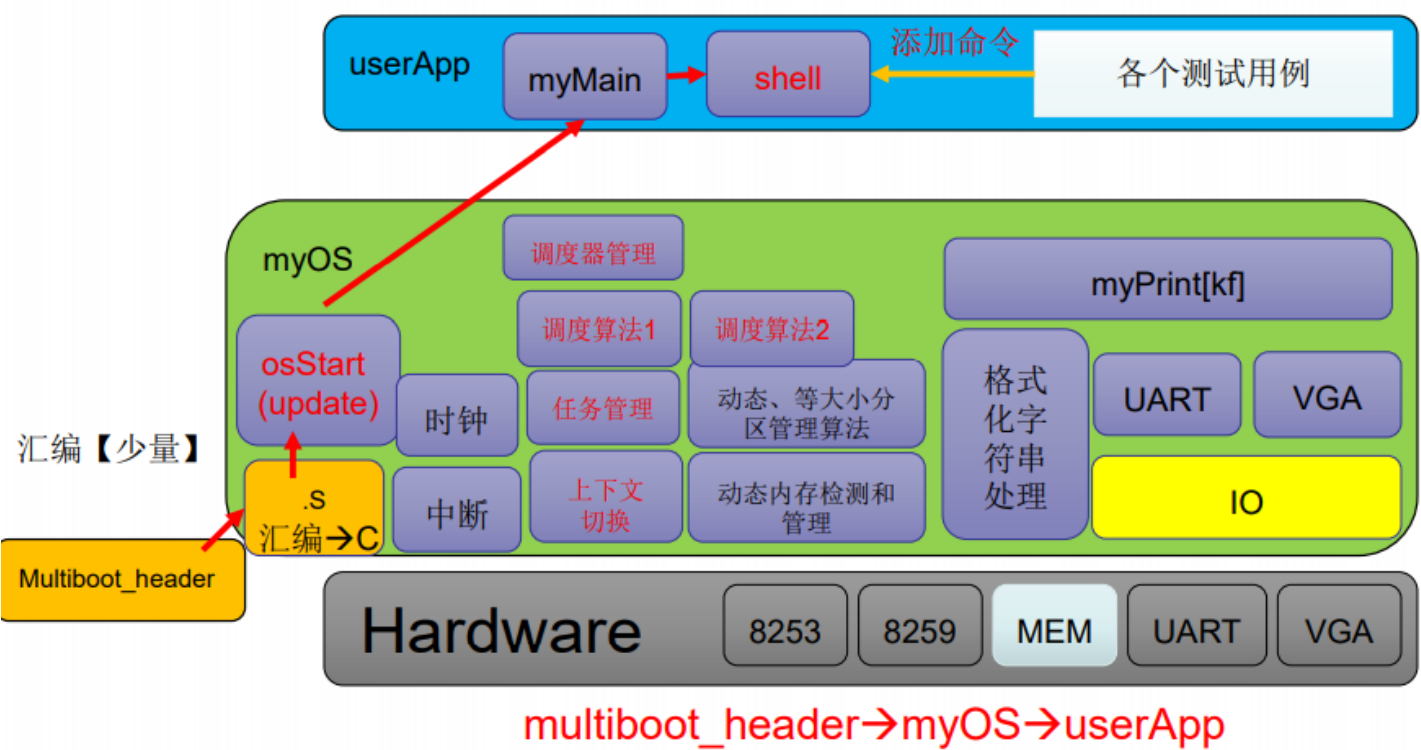 userApp
myMain
shell
添加命令
各个测试用例
myOS
调度器管理
myPrint[kf]
调度算法1
调度算法2
osStart
(update)
时钟
任务管理
动态、等大小分
区管理算法
格式
化字
符串
处理
UART
VGA
汇编【少量】
.S
汇编→C
中断
上下文
切换
动态内存检测和
管理
IO
Multiboot_header
Hardware
8253
8259
MEM
UART
VGA
multiboot_header→myOS→userApp